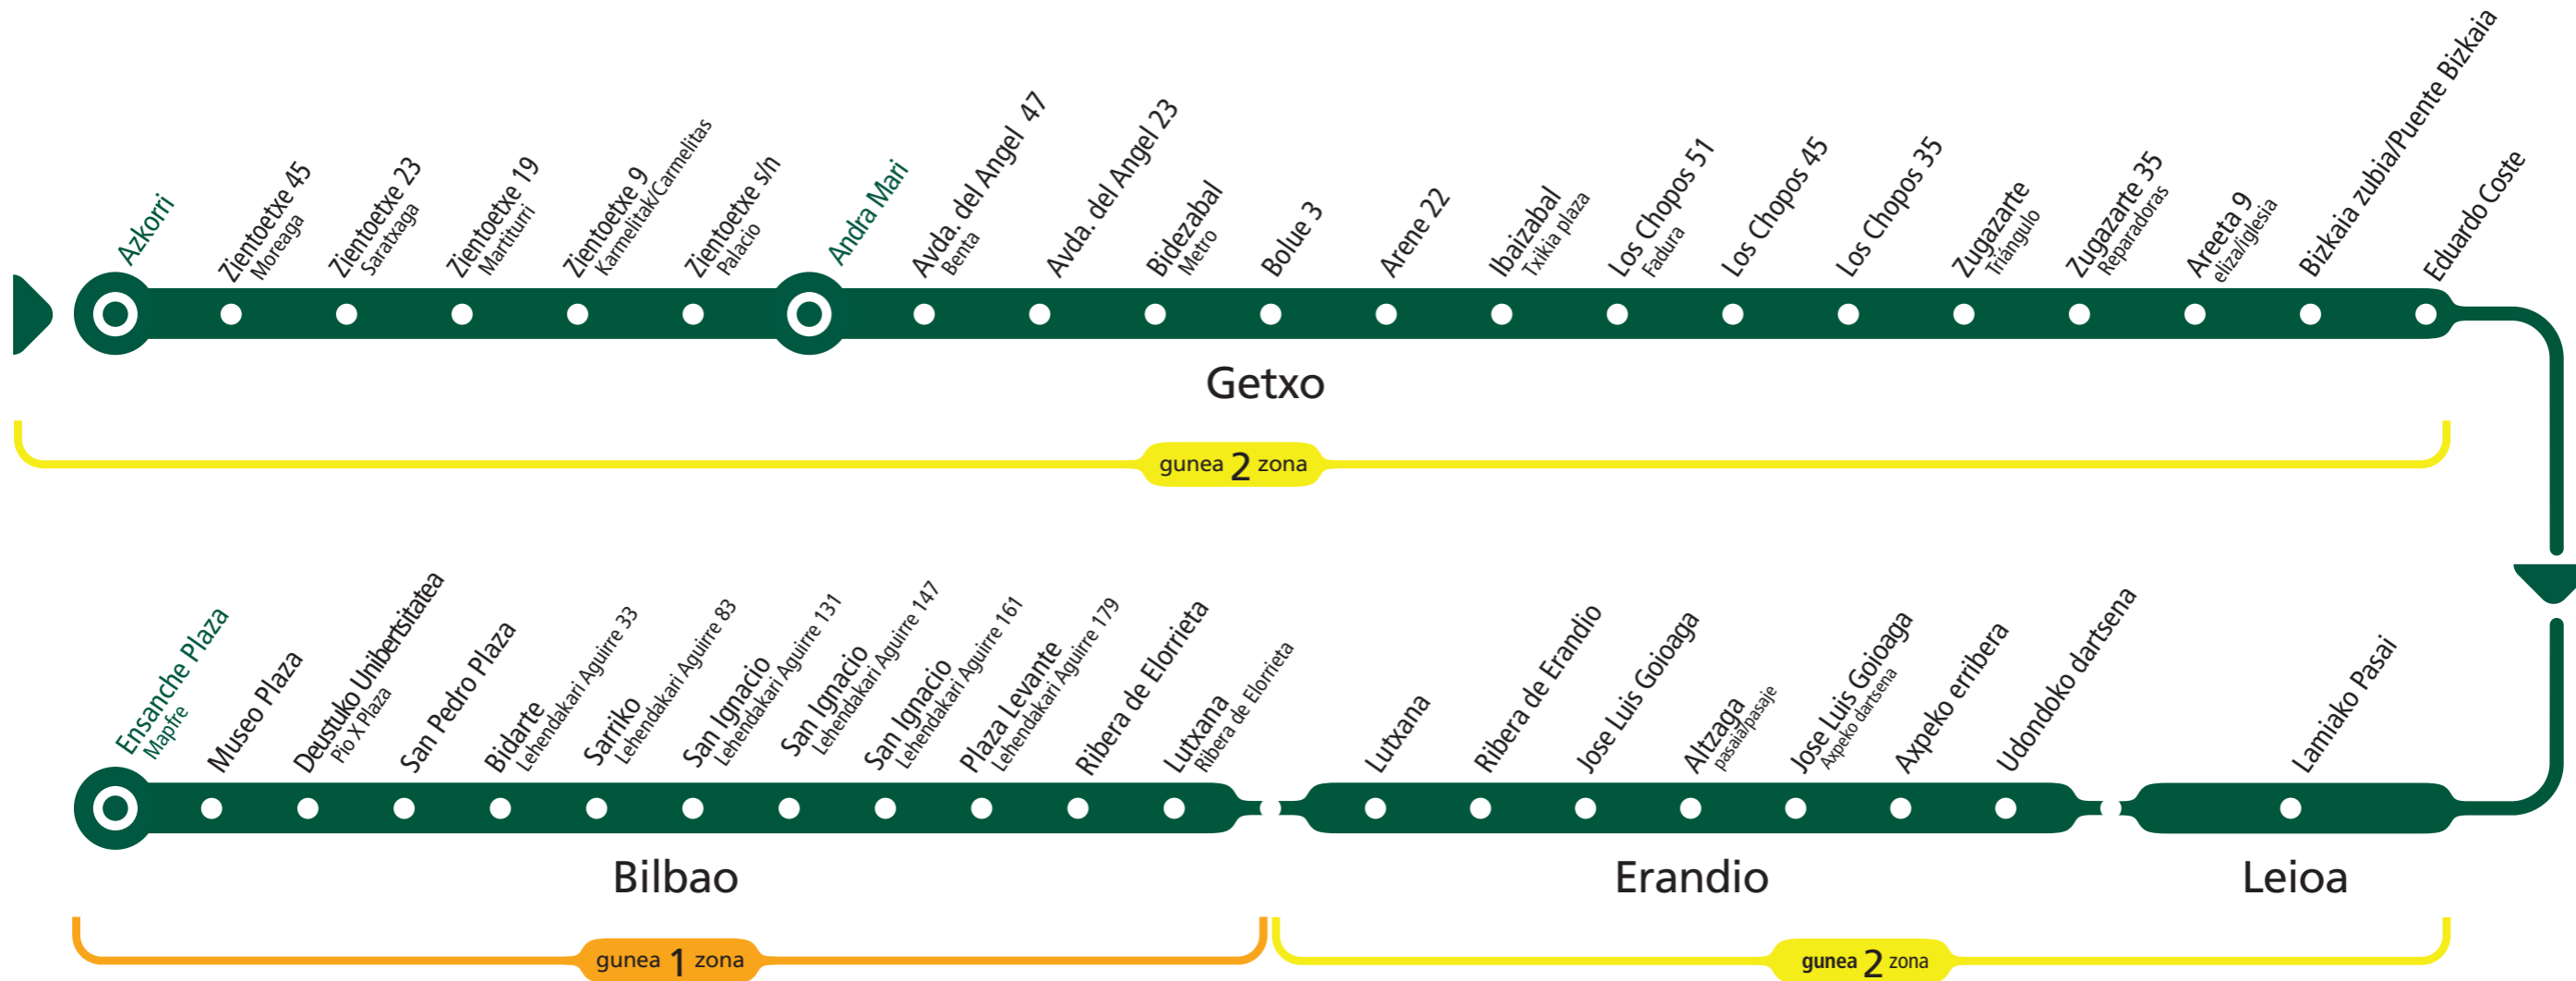 Azkorri
Zientoetxe 45
Moreaga
Zientoetxe 23
Saratxaga
Zientoetxe 19
Martiturri
Zientoetxe 9
Karmelitak/Carmelitas
Zientoetxe s/n
Palacio
Andra Mari
Avda. del Angel 47
Benta
Avda. del Angel 23
Bidezabal
Metro
Bolue 3
Arene 22
Ibaizabal
Txikia plaza
Los Chopos 51
Fadura
Los Chopos 45
Los Chopos 35
Zugazarte
Triángulo
Zugazarte 35
Reparadoras
Areeta 9
eliza/iglesia
Bizkaia zubia/Puente Bizkaia
Eduardo Coste
Getxo
gunea 2 zona
Ensanche Plaza
Mapfre
Museo Plaza
Deustuko Unibertsitatea
Pio X Plaza
San Pedro Plaza
Bidarte
Lehendakari Aguirre 33
Sarriko
Lehendakari Aguirre 83
San Ignacio
Lehendakari Aguirre 131
San Ignacio
Lehendakari Aguirre 147
San Ignacio
Lehendakari Aguirre 161
Plaza Levante
Lehendakari Aguirre 179
Ribera de Elorrieta
Lutxana
Ribera de Elorrieta
Lutxana
Ribera de Erandio
Jose Luis Goioaga
Altzaga
pasaia/pasaje
Jose Luis Goioaga
Axpeko dartsena
Axpeko erribera
Udondoko dartsena
Lamiako Pasai
Bilbao
Erandio
Leioa
gunea 1 zona
gunea 2 zona